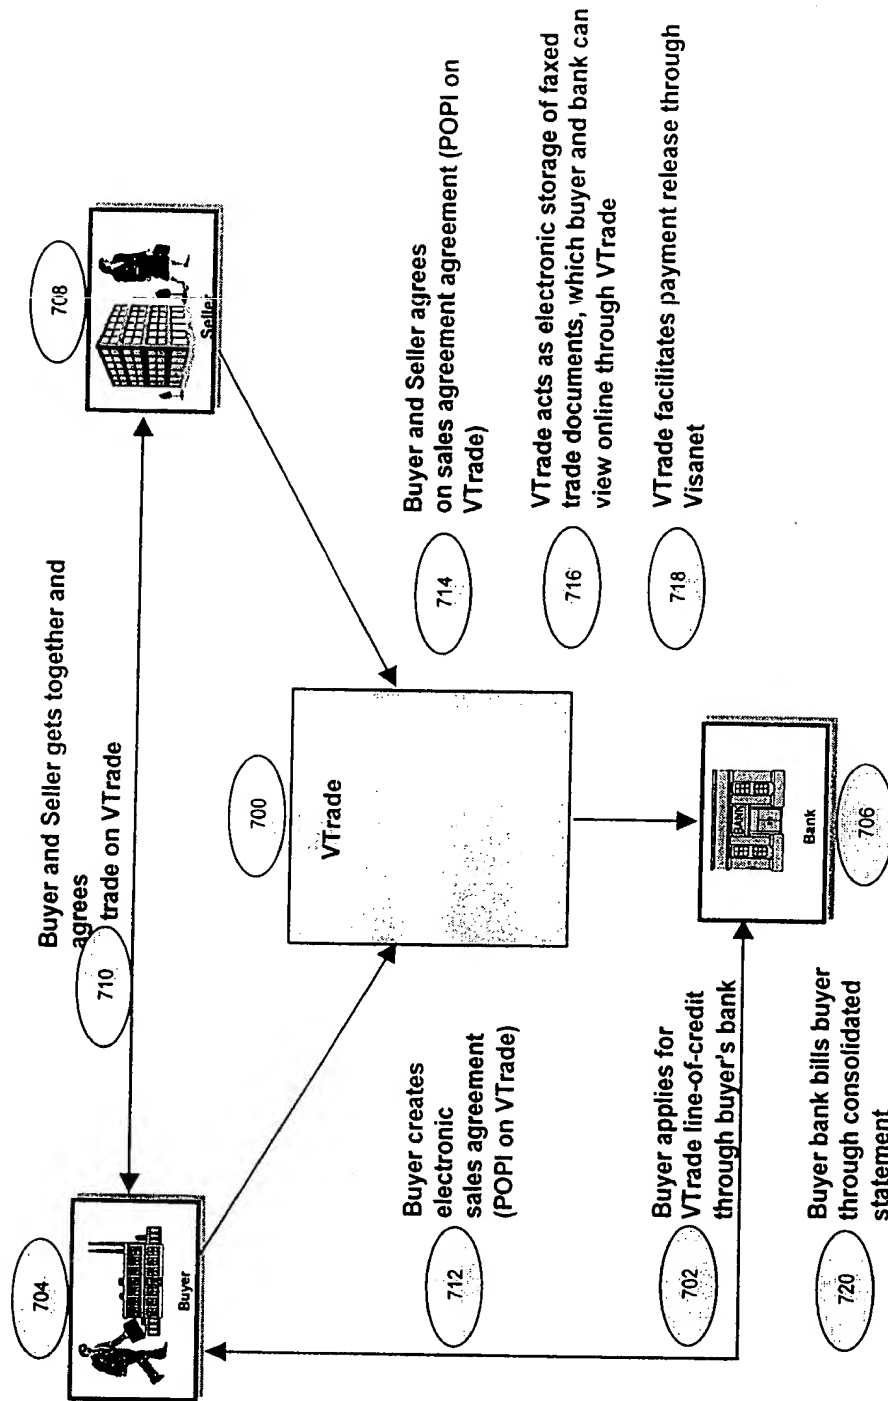 704
Buyer
Buyer and Seller gets together and
agrees
trade on VTrade
710
708
Seller
700
VTrade
Buyer creates
electronic
sales agreement
(POPI on VTrade)
712
Buyer and Seller agrees
on sales agreement agreement (POPI on
VTrade)
714
Buyer applies for
VTrade line-of-credit
through buyer's bank
702
BANK
Bank
706
VTrade acts as electronic storage of faxed
trade documents, which buyer and bank can
view online through VTrade
716
VTrade facilitates payment release through
Visanet
718
Buyer bank bills buyer
through consolidated
statement
720